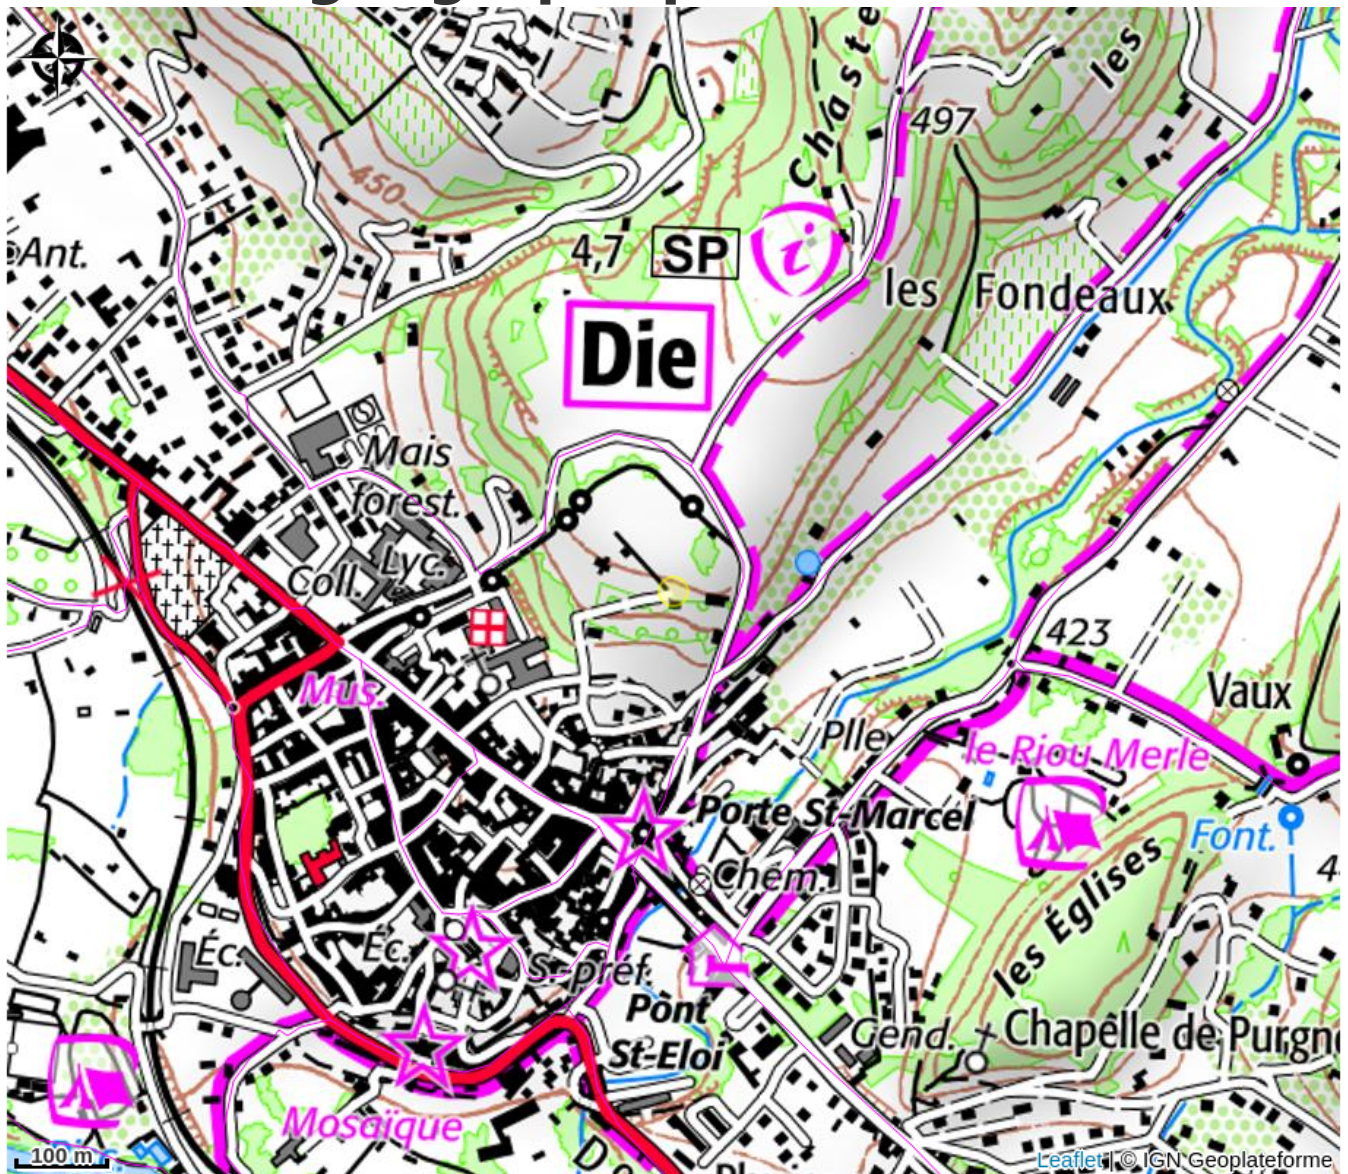 Chaste
les
497
450
Ant.
4,7
SP
i
les Fondeaux
Die
Mais
forest.
Lyc.
Coll.
423
Mus.
Vaux
Plle
le Riou Merle
Porte St-Marcel
Font.
Chem.
les Églises
Éc.
Éc.
S.-préf.
Pont
St-Eloi
Gend.
Chapelle de Purgn
Mosaïque
100 m
Leaflet | © IGN Geoplateforme